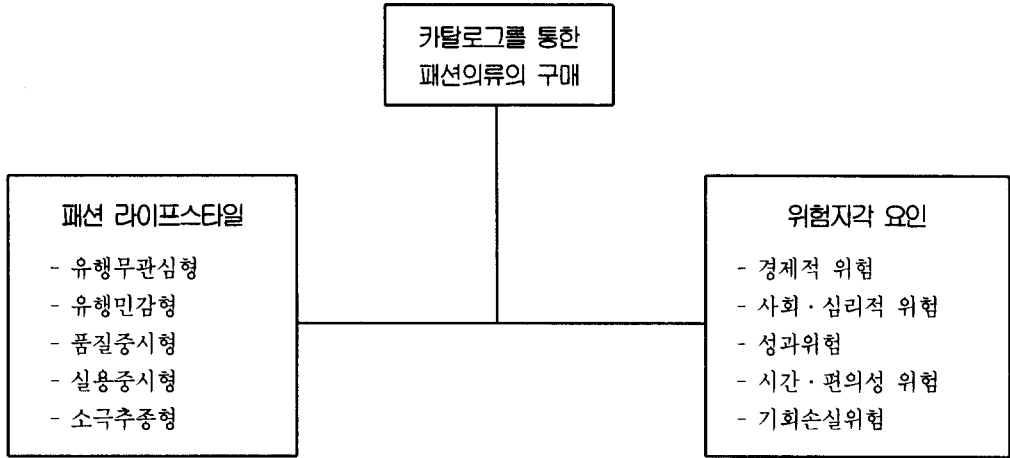 카탈로그를 통한
패션의류의 구매
패션 라이프스타일
- 유행무관심형
- 유행민감형
- 품질중시형
- 실용중시형
- 소극추종형
위험지각 요인
- 경제적 위험
- 사회 · 심리적 위험
- 성과위험
- 시간 · 편의성 위험
- 기회손실위험